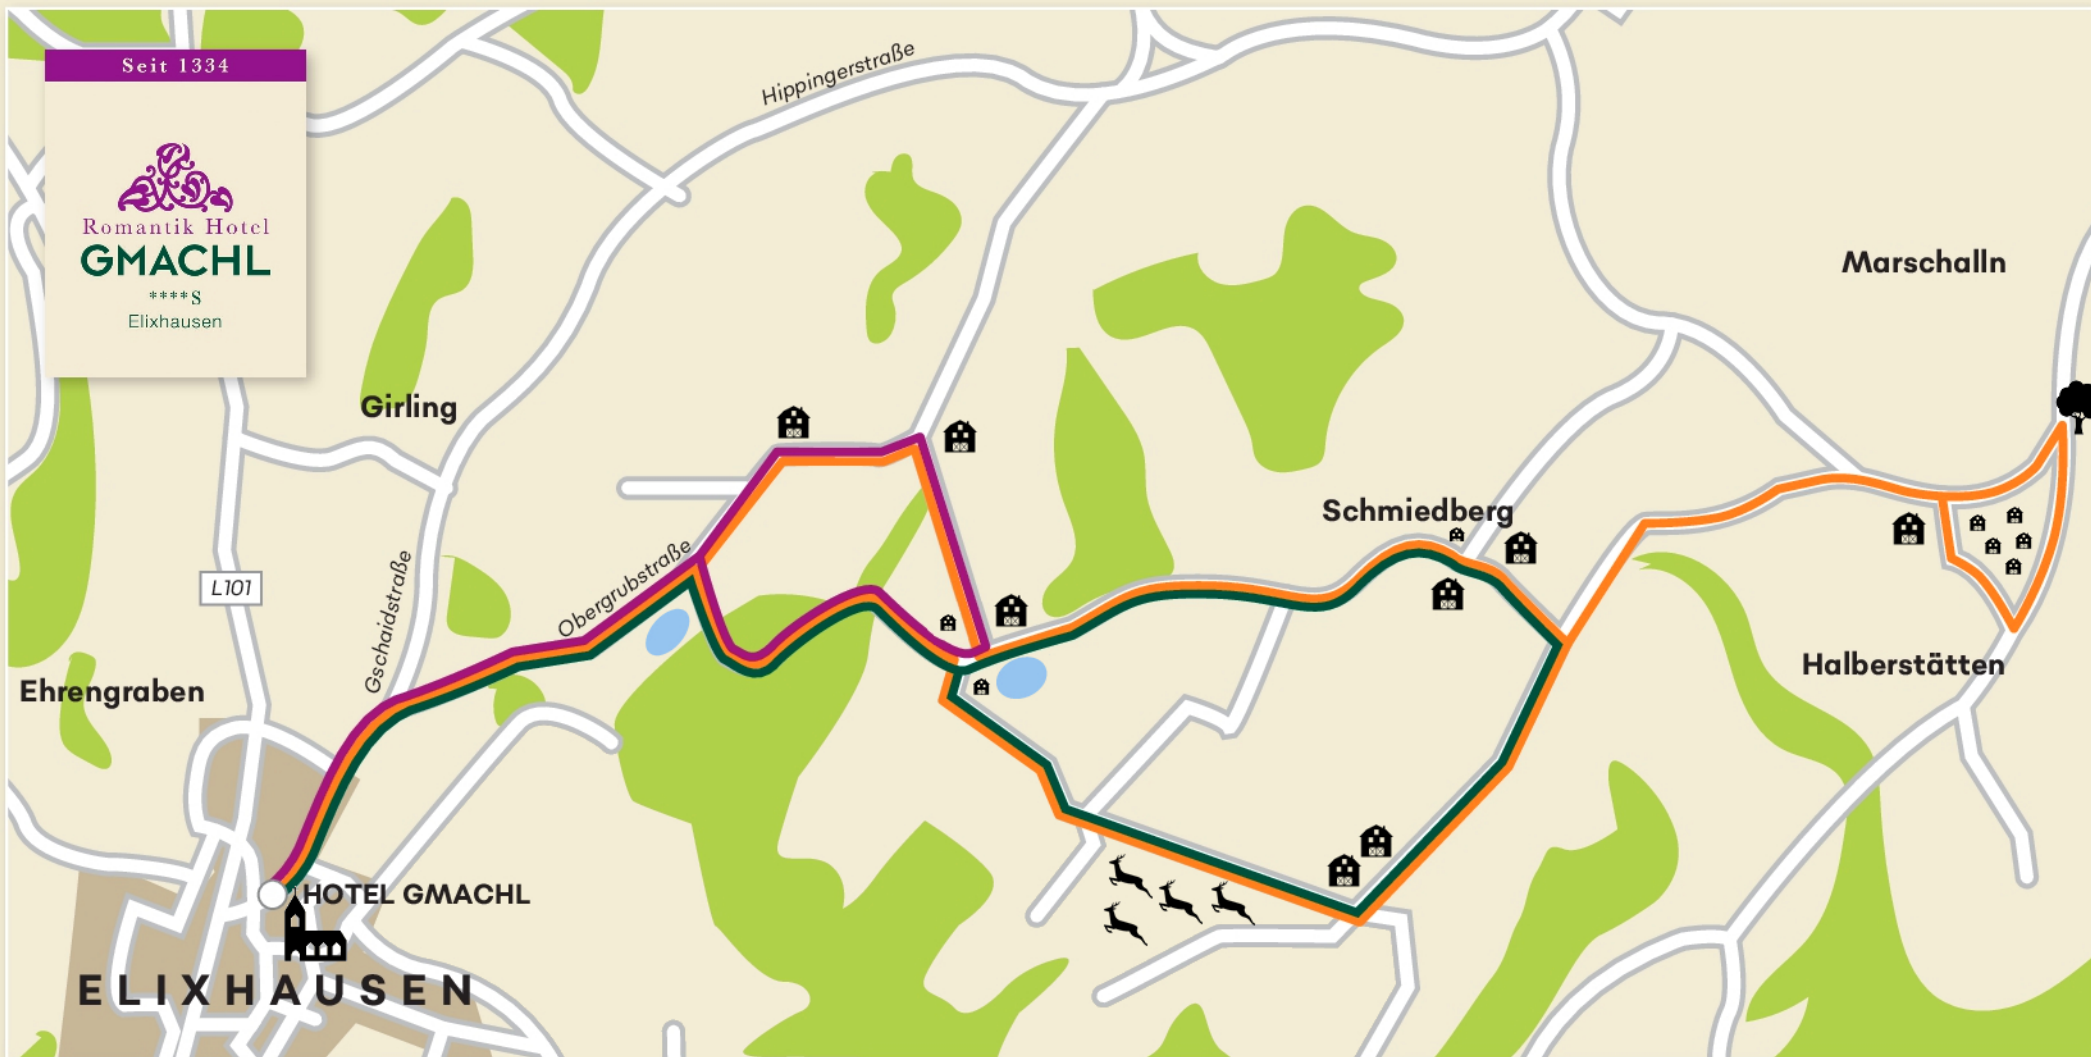 Seit 1334
Romantik Hotel
GMACHL
****S
Elixhausen
Hippingerstraße
Marschalln
Girling
Schmiedberg
Obergrubstraße
L101
Gschaidstraße
Ehrengraben
Halberstätten
HOTEL GMACHL
ELIXHAUSEN